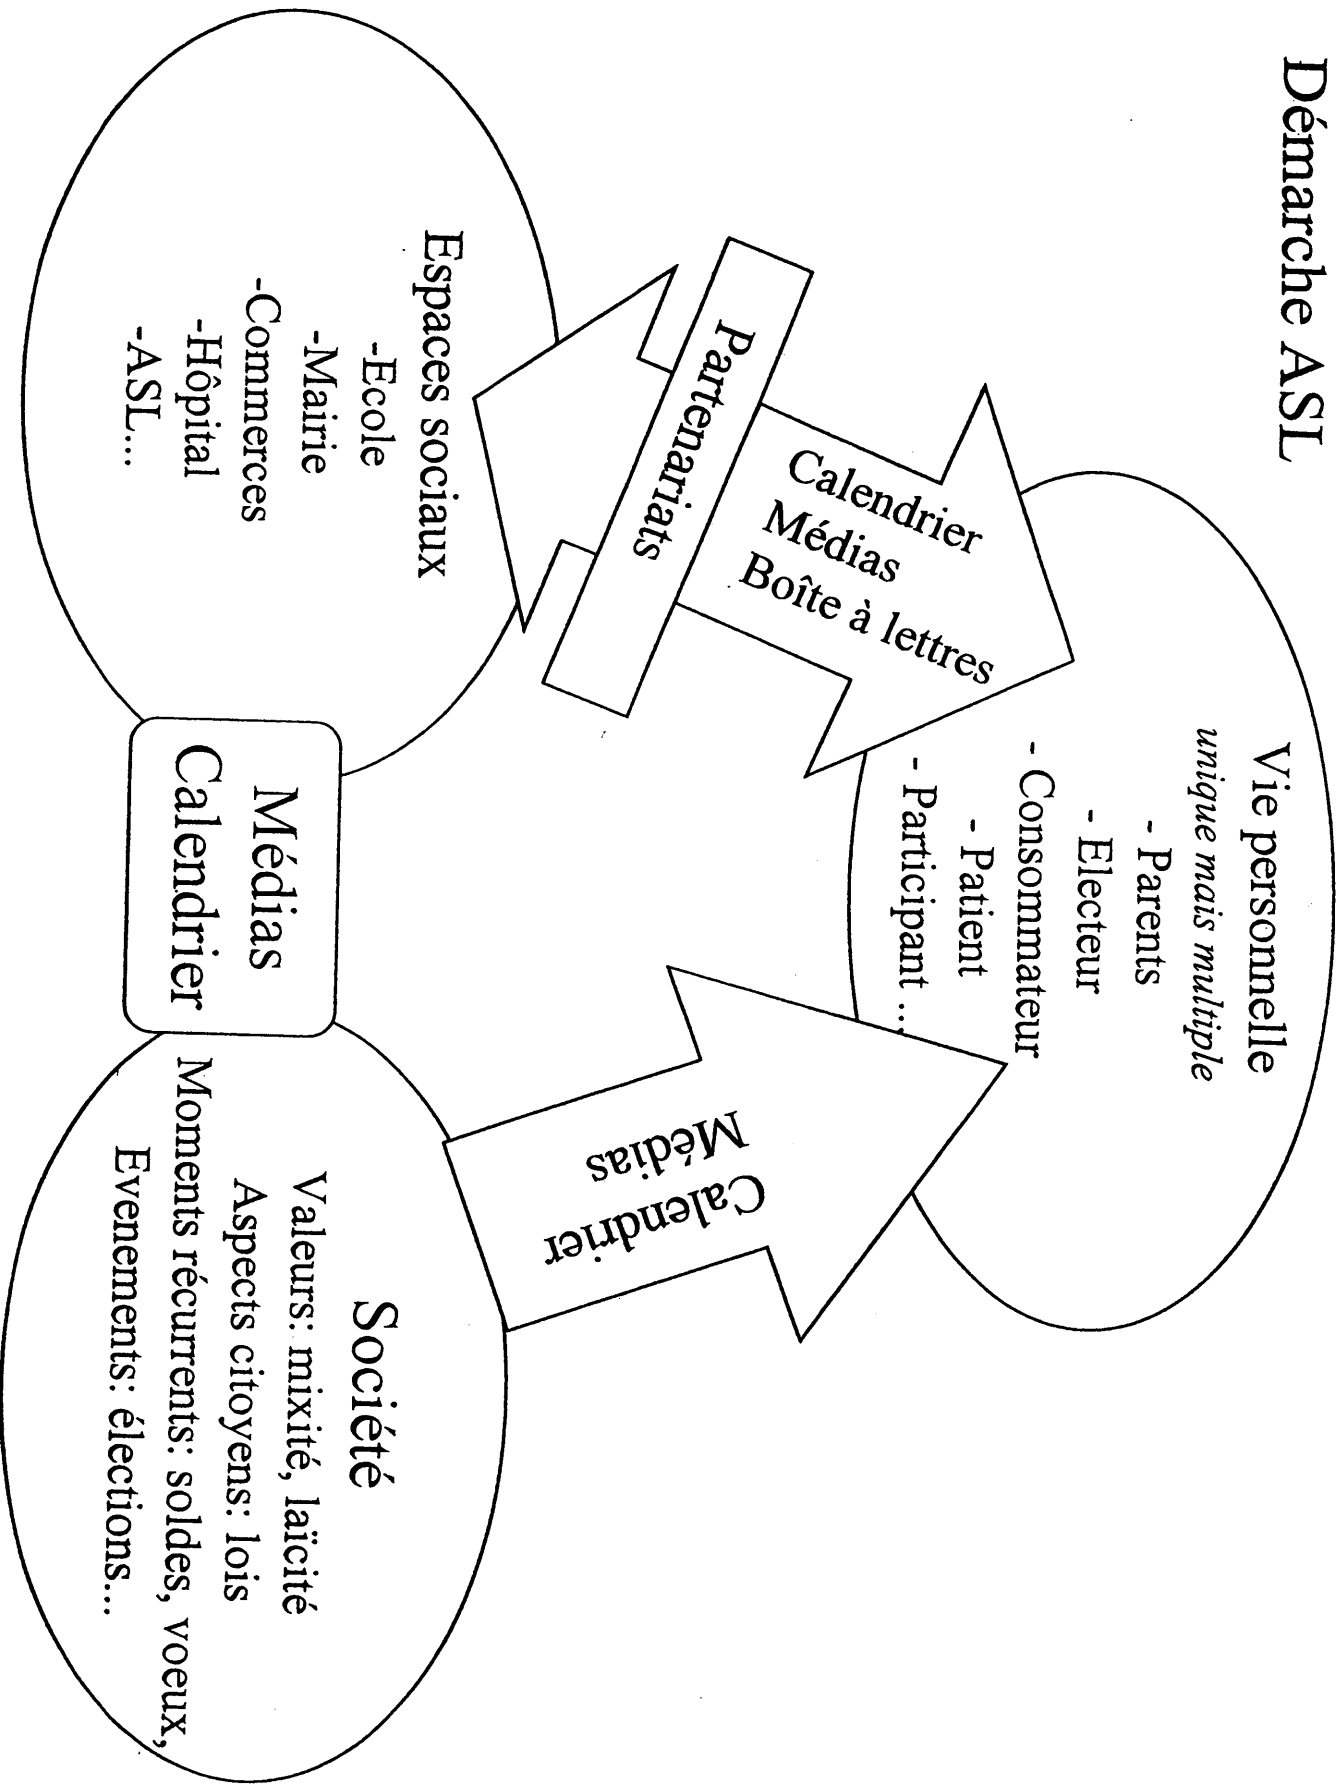 Démarche ASL
Vie personnelle
unique mais multiple
- Parents
- Electeur
- Consommateur
- Patient
- Participant ...
Calendrier
Médias
Boîte à lettres
Partenariats
Calendrier
Médias
Espaces sociaux
-Ecole
-Mairie
-Commerces
-Hôpital
-ASL...
Médias
Calendrier
Société
Valeurs: mixité, laïcité
Aspects citoyens: lois
Moments récurrents: soldes, voeux,
Evenements: élections...